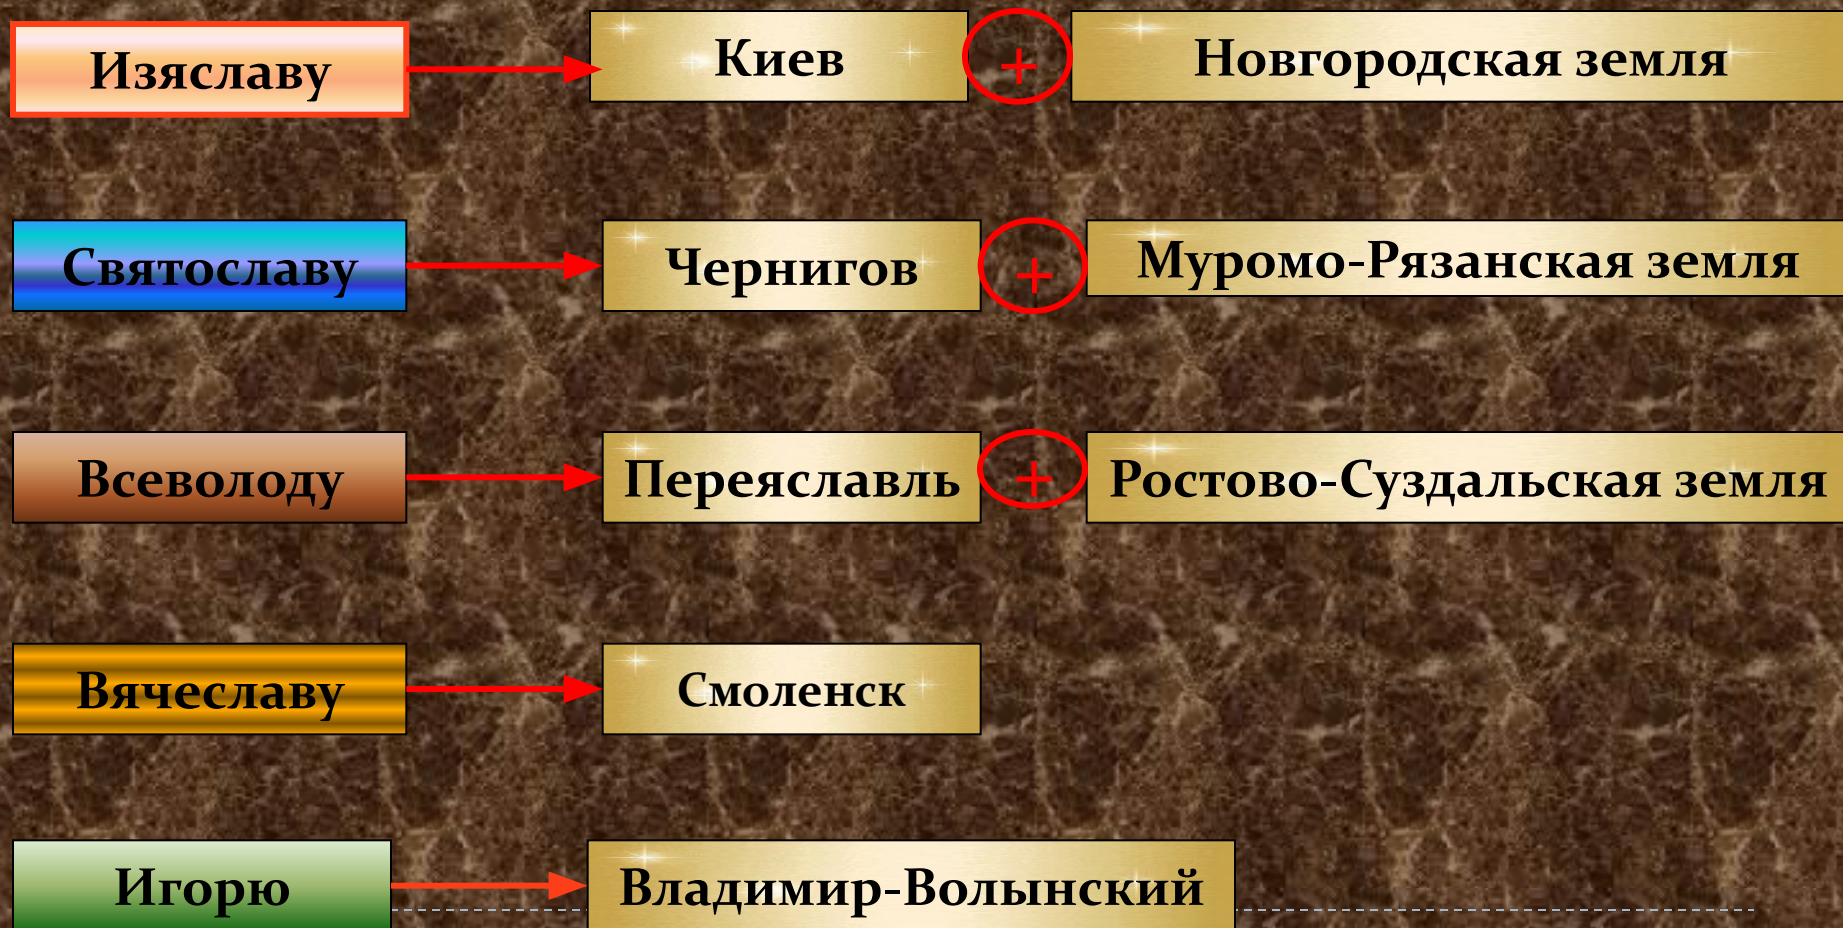 Изяславу Киев + Новгородская земля
Святославу Чернигов + Муромо-Рязанская земля
Всеволоду Переяславль + Ростово-Суздальская земля
Вячеславу Смоленск
Игорю Владимир-Волынский